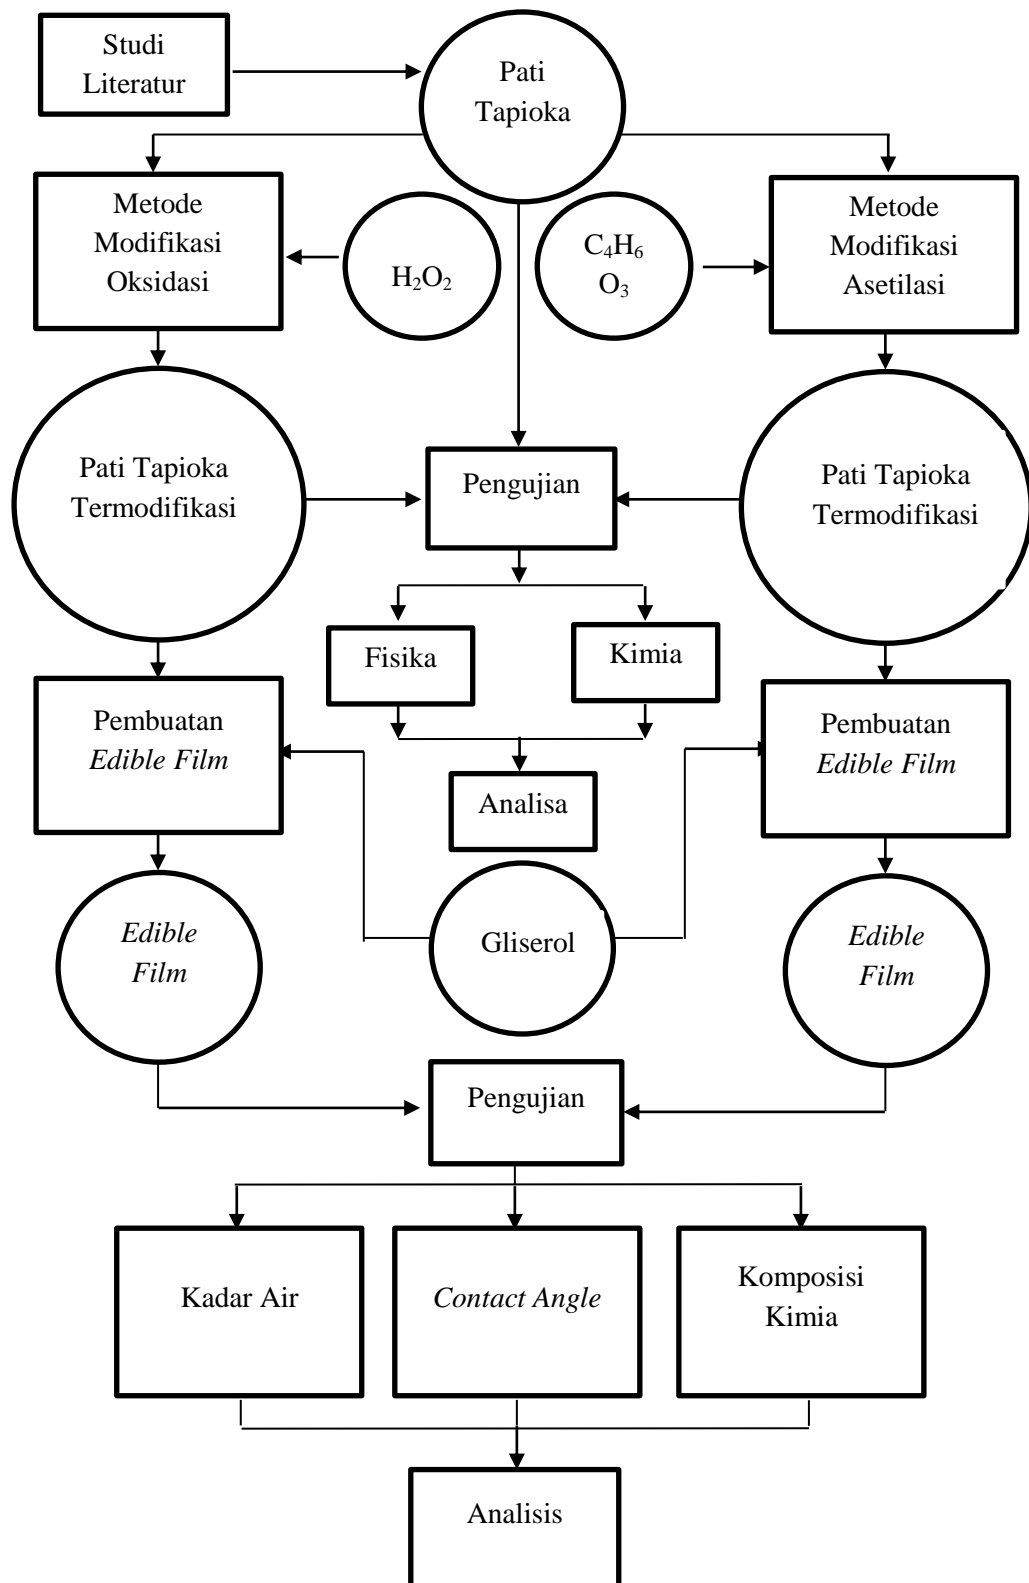 Studi
Literatur
Pati
Tapioka
Metode
Modifikasi
Oksidasi
H₂O₂
C₄H₆
O₃
Metode
Modifikasi
Asetilasi
Pati Tapioka
Termodifikasi
Pengujian
Pati Tapioka
Termodifikasi
Fisika
Kimia
Pembuatan
Edible Film
Analisa
Pembuatan
Edible Film
Edible
Film
Gliserol
Edible
Film
Pengujian
Kadar Air
Contact Angle
Komposisi
Kimia
Analisis